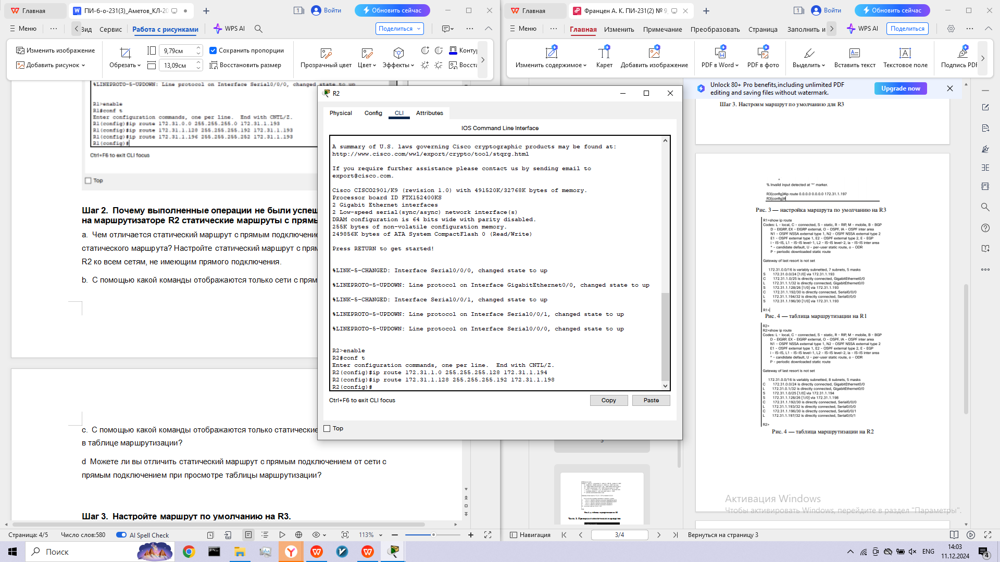 Главная
ПИ-б-о-231(3)_Аметов_КЛ-20
1
Войти
Обновить сейчас
Меню
Вид
Сервис
Работа с рисунками
WPS AI
Поделиться
Изменить изображение
Добавить рисунок
Обрезать
9,79см
13,09см
Сохранить пропорции
Восстановить размер
Прозрачный цвет
Цвет
Эффекты
Конту
Восста
%LINEPROTO-5-UPDOWN: Line protocol on Interface Serial0/0/0, changed state to up
R1>enable
R1#conf t
Enter configuration commands, one per line.  End with CNTL/Z.
R1(config)#ip route 172.31.0.0 255.255.255.0 172.31.1.193
R1(config)#ip route 172.31.1.128 255.255.255.192 172.31.1.193
R1(config)#ip route 172.31.1.196 255.255.255.252 172.31.1.193
R1(config)#
Ctrl+F6 to exit CLI focus
Top
Шаг 2.  Почему выполненные операции не были успеш
на маршрутизаторе R2 статические маршруты с прямы
a.  Чем отличается статический маршрут с прямым подключение
статического маршрута? Настройте статический маршрут с прям
R2 ко всем сетям, не имеющим прямого подключения.
b.  С помощью какой команды отображаются только сети с прям
c.  С помощью какой команды отображаются только статические
в таблице маршрутизации?
d  Можете ли вы отличить статический маршрут с прямым подключением от сети с
прямым подключением при просмотре таблицы маршрутизации?
Шаг 3.  Настройте маршрут по умолчанию на R3.
Страница: 4/5
Число слов:580
AI Spell Check
113%
R2
Physical
Config
CLI
Attributes
IOS Command Line Interface
A summary of U.S. laws governing Cisco cryptographic products may be found at:
http://www.cisco.com/wwl/export/crypto/tool/stqrg.html
If you require further assistance please contact us by sending email to
export@cisco.com.
Cisco CISCO2901/K9 (revision 1.0) with 491520K/32768K bytes of memory.
Processor board ID FTX152400KS
2 Gigabit Ethernet interfaces
2 Low-speed serial(sync/async) network interface(s)
DRAM configuration is 64 bits wide with parity disabled.
255K bytes of non-volatile configuration memory.
249856K bytes of ATA System CompactFlash 0 (Read/Write)
Press RETURN to get started!
%LINK-5-CHANGED: Interface Serial0/0/0, changed state to up
%LINEPROTO-5-UPDOWN: Line protocol on Interface GigabitEthernet0/0, changed state to up
%LINK-5-CHANGED: Interface Serial0/0/1, changed state to up
%LINEPROTO-5-UPDOWN: Line protocol on Interface Serial0/0/1, changed state to up
%LINEPROTO-5-UPDOWN: Line protocol on Interface Serial0/0/0, changed state to up
R2>enable
R2#conf t
Enter configuration commands, one per line.  End with CNTL/Z.
R2(config)#ip route 172.31.1.0 255.255.255.128 172.31.1.194
R2(config)#ip route 172.31.1.128 255.255.255.192 172.31.1.198
R2(config)#
Ctrl+F6 to exit CLI focus
Copy
Paste
Top
Главная
Францен А. К. ПИ-231(2) № 9
1
Войти
Обновить сейчас
Меню
Главная
Изменить
Примечание
Преобразовать
Страница
Заполнить и
WPS AI
Поделиться
Изменить содержимое
Карет
Добавить изображение
PDF в Word
PDF в фото
Выделить
Вставить текст
Текстовое поле
Подпись PDF
Unlock 80+ Pro benefits,including unlimited PDF
editing and saving files without watermark.
Upgrade now
Шаг 3. Настроим маршрут по умолчанию для R3
% Invalid input detected at '^' marker.
R3(config)#ip route 0.0.0.0 0.0.0.0 172.31.1.197
R3(config)#
Рис. 3 — настройка маршрута по умолчанию на R3
R1>show ip route
Codes: L - local, C - connected, S - static, R - RIP, M - mobile, B - BGP
D - EIGRP, EX - EIGRP external, O - OSPF, IA - OSPF inter area
N1 - OSPF NSSA external type 1, N2 - OSPF NSSA external type 2
E1 - OSPF external type 1, E2 - OSPF external type 2, E - EGP
i - IS-IS, L1 - IS-IS level-1, L2 - IS-IS level-2, ia - IS-IS inter area
* - candidate default, U - per-user static route, o - ODR
P - periodic downloaded static route
Gateway of last resort is not set
172.31.0.0/16 is variably subnetted, 7 subnets, 5 masks
S 172.31.0.0/24 [1/0] via 172.31.1.193
C 172.31.1.0/25 is directly connected, GigabitEthernet0/0
L 172.31.1.1/32 is directly connected, GigabitEthernet0/0
S 172.31.1.128/26 [1/0] via 172.31.1.193
C 172.31.1.192/30 is directly connected, Serial0/0/0
L 172.31.1.194/32 is directly connected, Serial0/0/0
S 172.31.1.196/30 [1/0] via 172.31.1.193
R1>
Рис. 4 — таблица маршрутизации на R1
R2>
R2>show ip route
Codes: L - local, C - connected, S - static, R - RIP, M - mobile, B - BGP
D - EIGRP, EX - EIGRP external, O - OSPF, IA - OSPF inter area
N1 - OSPF NSSA external type 1, N2 - OSPF NSSA external type 2
E1 - OSPF external type 1, E2 - OSPF external type 2, E - EGP
i - IS-IS, L1 - IS-IS level-1, L2 - IS-IS level-2, ia - IS-IS inter area
* - candidate default, U - per-user static route, o - ODR
P - periodic downloaded static route
Gateway of last resort is not set
172.31.0.0/16 is variably subnetted, 8 subnets, 5 masks
C 172.31.0.0/24 is directly connected, GigabitEthernet0/0
L 172.31.0.1/32 is directly connected, GigabitEthernet0/0
S 172.31.1.0/25 [1/0] via 172.31.1.194
S 172.31.1.128/26 [1/0] via 172.31.1.198
C 172.31.1.192/30 is directly connected, Serial0/0/0
L 172.31.1.193/32 is directly connected, Serial0/0/0
C 172.31.1.196/30 is directly connected, Serial0/0/1
L 172.31.1.197/32 is directly connected, Serial0/0/1
R2>
Рис. 4 — таблица маршрутизации на R2
3
Активация Windows
Чтобы активировать Windows, перейдите в раздел "Параметры".
Навигация
3/4
Вернуться на страницу 3
Поиск
ENG
14:03
11.12.2024
4